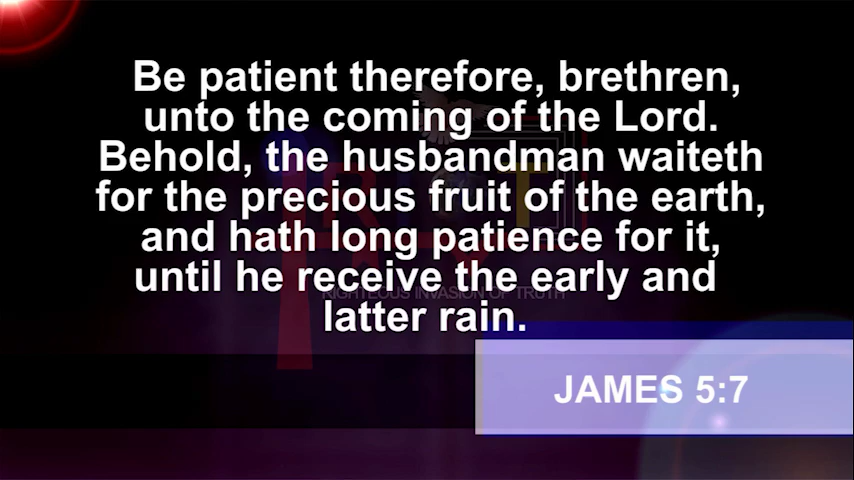 Be patient therefore, brethren,
unto the coming of the Lord.
Behold, the husbandman waiteth
for the precious fruit of the earth,
and hath long patience for it,
until he receive the early and
RIGHTEOUS INVASION OF TRUTH
latter rain.
JAMES 5:7